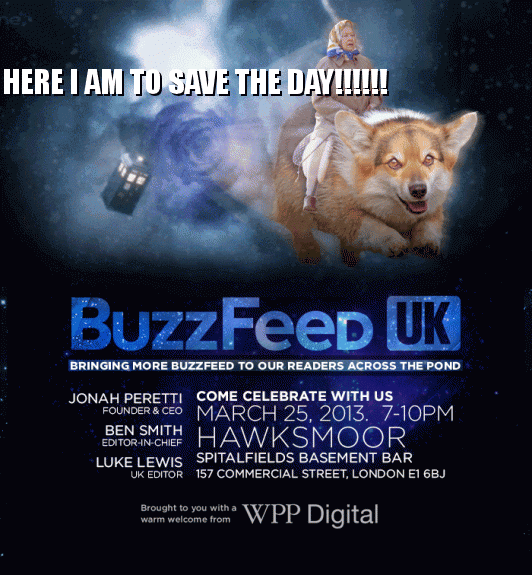 HERE I AM TO SAVE THE DAY!!!!!!
BuzzFeeD UK
BRINGING MORE BUZZFEED TO OUR READERS ACROSS THE POND
JONAH PERETTI
FOUNDER & CEO
BEN SMITH
EDITOR-IN-CHIEF
LUKE LEWIS
UK EDITOR
COME CELEBRATE WITH US
MARCH 25, 2013. 7-10PM
HAWKSMOOR
SPITALFIELDS BASEMENT BAR
157 COMMERCIAL STREET, LONDON E1 6BJ
Brought to you with a
warm welcome from
WPP Digital